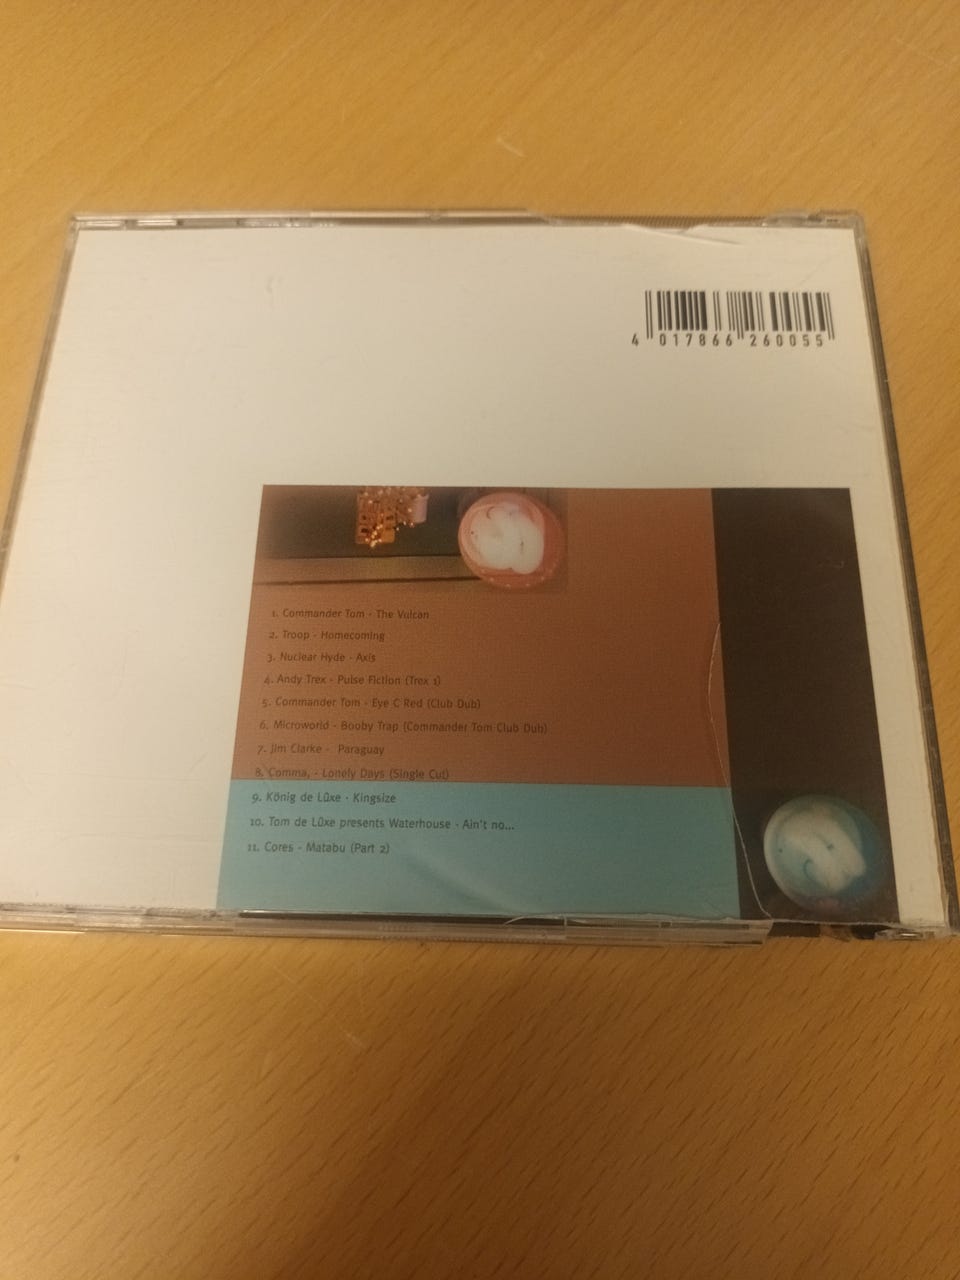 4 017866 260055
1. Commander Tom - The Vulcan
2. Troop - Homecoming
3. Nuclear Hyde - Axis
4. Andy Trex - Pulse Fiction (Trex 1)
5. Commander Tom - Eye C Red (Club Dub)
6. Microworld - Booby Trap (Commander Tom Club Dub)
7. Jim Clarke - Paraguay
8. Comma, - Lonely Days (Single Cut)
9. König de Lûxe - Kingsize
10. Tom de Lûxe presents Waterhouse - Ain't no...
11. Cores - Matabu (Part 2)